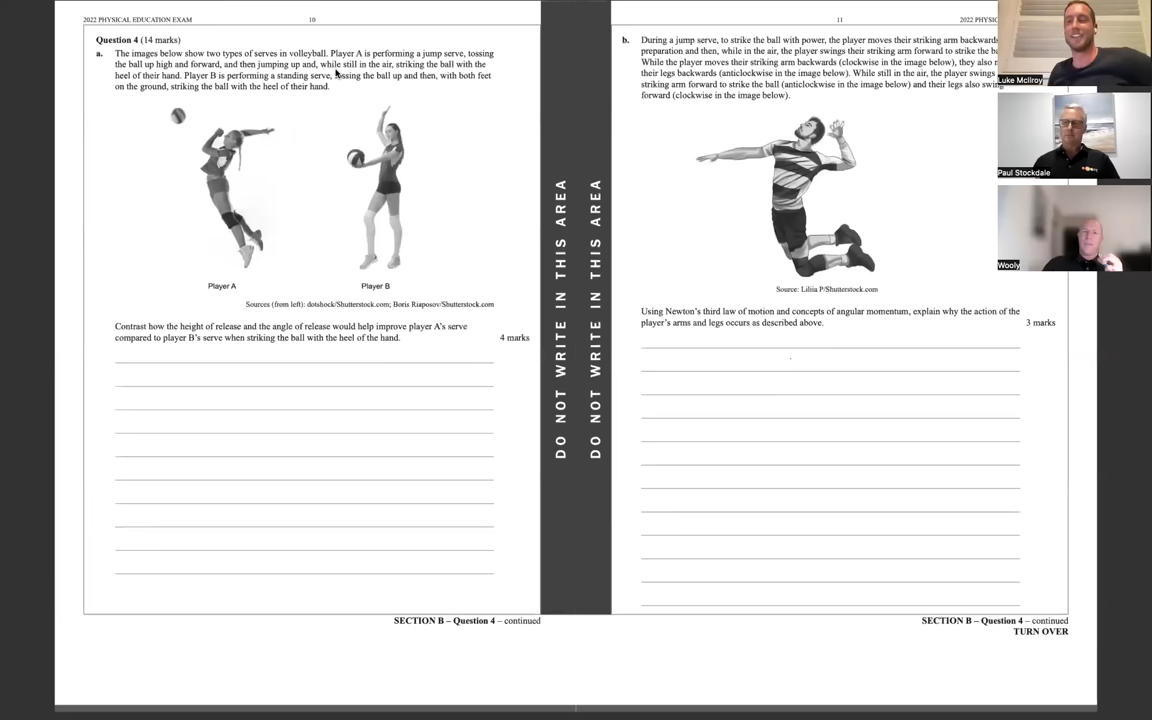 2022 PHYSICAL EDUCATION EXAM
10
Question 4 (14 marks)
a. The images below show two types of serves in volleyball. Player A is performing a jump serve, tossing
the ball up high and forward, and then jumping up and, while still in the air, striking the ball with the
heel of their hand. Player B is performing a standing serve, tossing the ball up and then, with both feet
on the ground, striking the ball with the heel of their hand.
Player A
Player B
Sources (from left): dotshock/Shutterstock.com; Boris Riaposov/Shutterstock.com
Contrast how the height of release and the angle of release would help improve player A's serve
compared to player B's serve when striking the ball with the heel of the hand.
4 marks
SECTION B – Question 4 – continued
DO NOT WRITE IN THIS AREA
DO NOT WRITE IN THIS AREA
11
2022 PHYSIC
b. During a jump serve, to strike the ball with power, the player moves their striking arm backwards
preparation and then, while in the air, the player swings their striking arm forward to strike the
While the player moves their striking arm backwards (clockwise in the image below), they also
their legs backwards (anticlockwise in the image below). While still in the air, the player swings
striking arm forward to strike the ball (anticlockwise in the image below) and their legs also
forward (clockwise in the image below).
Source: Liliia P/Shutterstock.com
Using Newton's third law of motion and concepts of angular momentum, explain why the action of the
player's arms and legs occurs as described above.
3 marks
SECTION B – Question 4 – continued
TURN OVER
Luke McIlroy
Paul Stockdale
Wooly